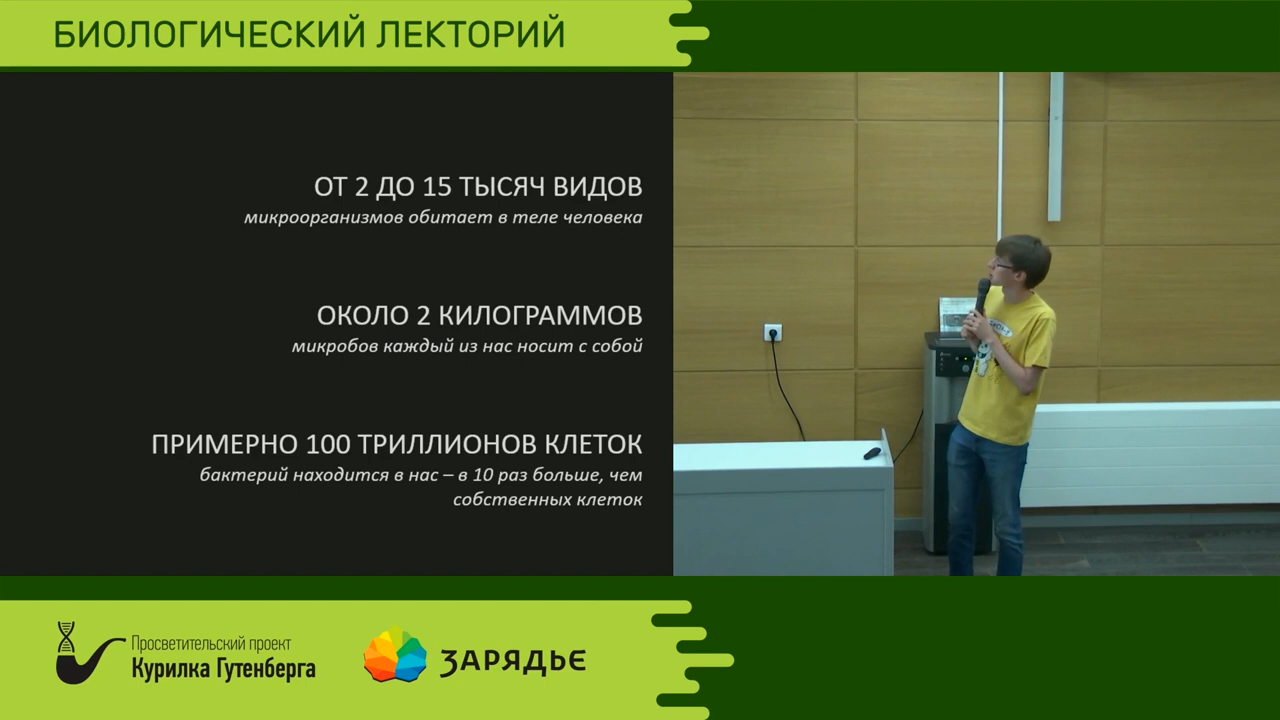 БИОЛОГИЧЕСКИЙ ЛЕКТОРИЙ
ОТ 2 ДО 15 ТЫСЯЧ ВИДОВ
микроорганизмов обитает в теле человека
ОКОЛО 2 КИЛОГРАММОВ
микробов каждый из нас носит с собой
ПРИМЕРНО 100 ТРИЛЛИОНОВ КЛЕТОК
бактерий находится в нас – в 10 раз больше, чем
собственных клеток
Просветительский проект
Курилка Гутенберга
ЗАРЯДЬЕ